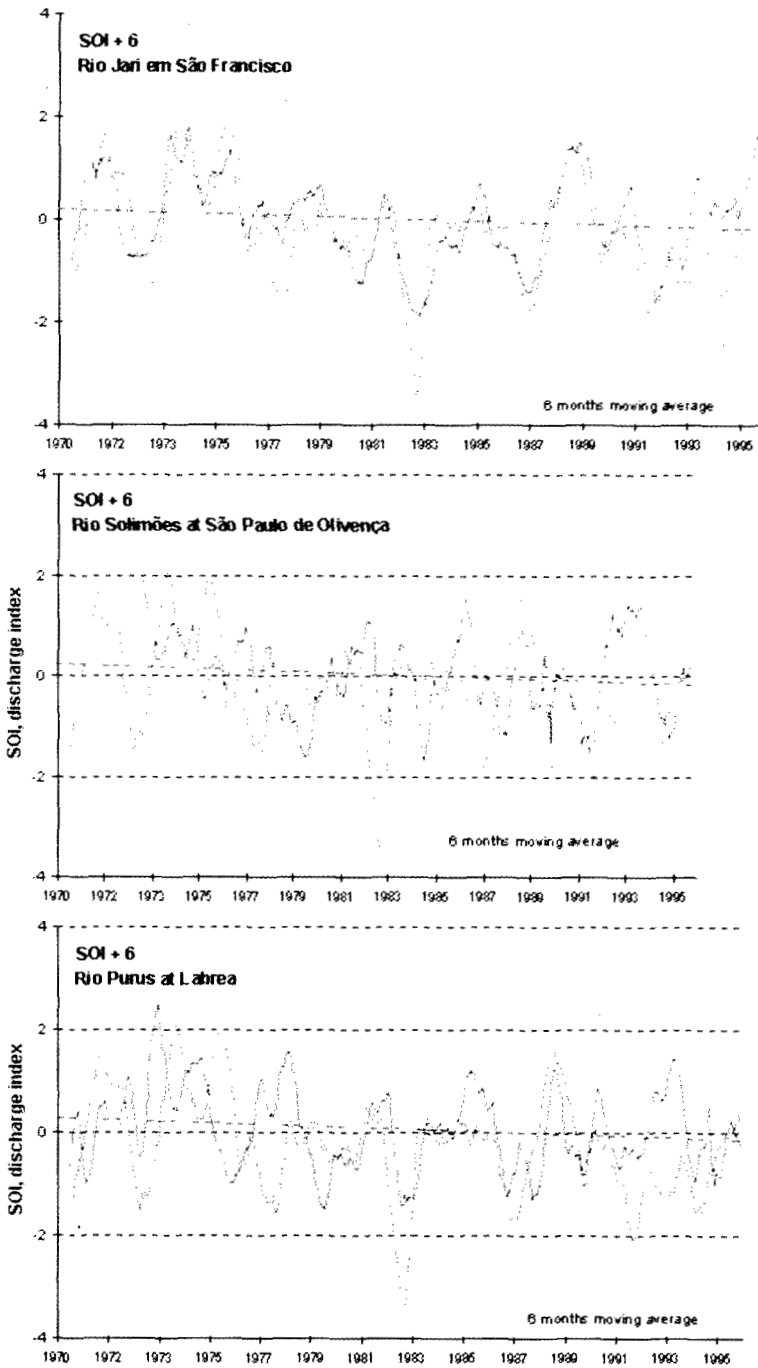 4
SOI + 6
Rio Jari em São Francisco
2
0
-2
6 months moving average
-4
1970 1972 1973 1975 1977 1979 1981 1983 1985 1987 1989 1991 1993 1995
4
SOI + 6
Rio Solimões at São Paulo de Olivença
2
0
SOI, discharge index
-2
6 months moving average
-4
1970 1972 1973 1975 1977 1979 1981 1983 1985 1987 1989 1991 1993 1995
4
SOI + 6
Rio Purus at Labrea
2
0
SOI, discharge index
-2
6 months moving average
-4
1970 1972 1973 1975 1977 1979 1981 1983 1985 1987 1989 1991 1993 1995